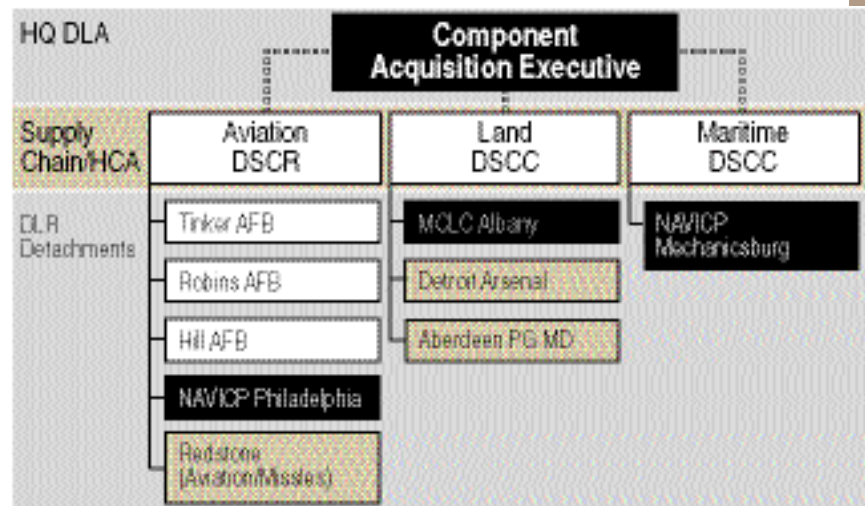 HQ DLA
Component
Acquisition Executive
Supply
Chain/HCA
Aviation
DSCR
Land
DSCC
Maritime
DSCC
DLR
Detachments
Tinker AFB
Robins AFB
Hill AFB
NAVICP Philadelphia
Redstone
(Aviation/Missles)
MCLC Albany
Detroit Arsenal
Aberdeen PG MD
NAVICP
Mechanicsburg